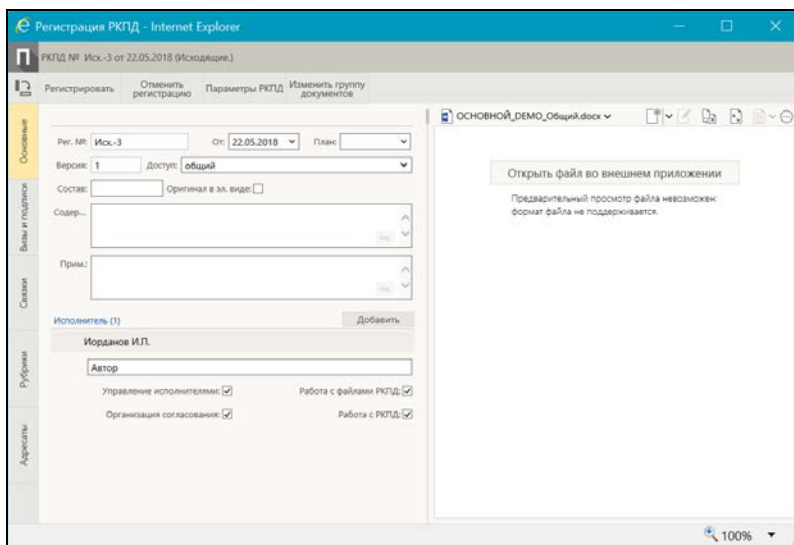 Регистрация РКПД - Internet Explorer
РКПД № Исх.-3 от 22.05.2018 (Исходящие.)
Регистрировать
Отменить регистрацию
Параметры РКПД
Изменить группу документов
Основные
Визы и подписи
Связки
Рубрики
Адресаты
Рег. №: Исх.-3 От: 22.05.2018 План:
Версия: 1 Доступ: общий
Состав: Оригинал в эл. виде:
Содер...
Прим.:
Исполнитель (1) Добавить
Иорданов И.П.
Автор
Управление исполнителями: Работа с файлами РКПД:
Организация согласования: Работа с РКПД:
ОСНОВНОЙ_DEMO_Общий.docx
Открыть файл во внешнем приложении
Предварительный просмотр файла невозможен:
формат файла не поддерживается.
100%